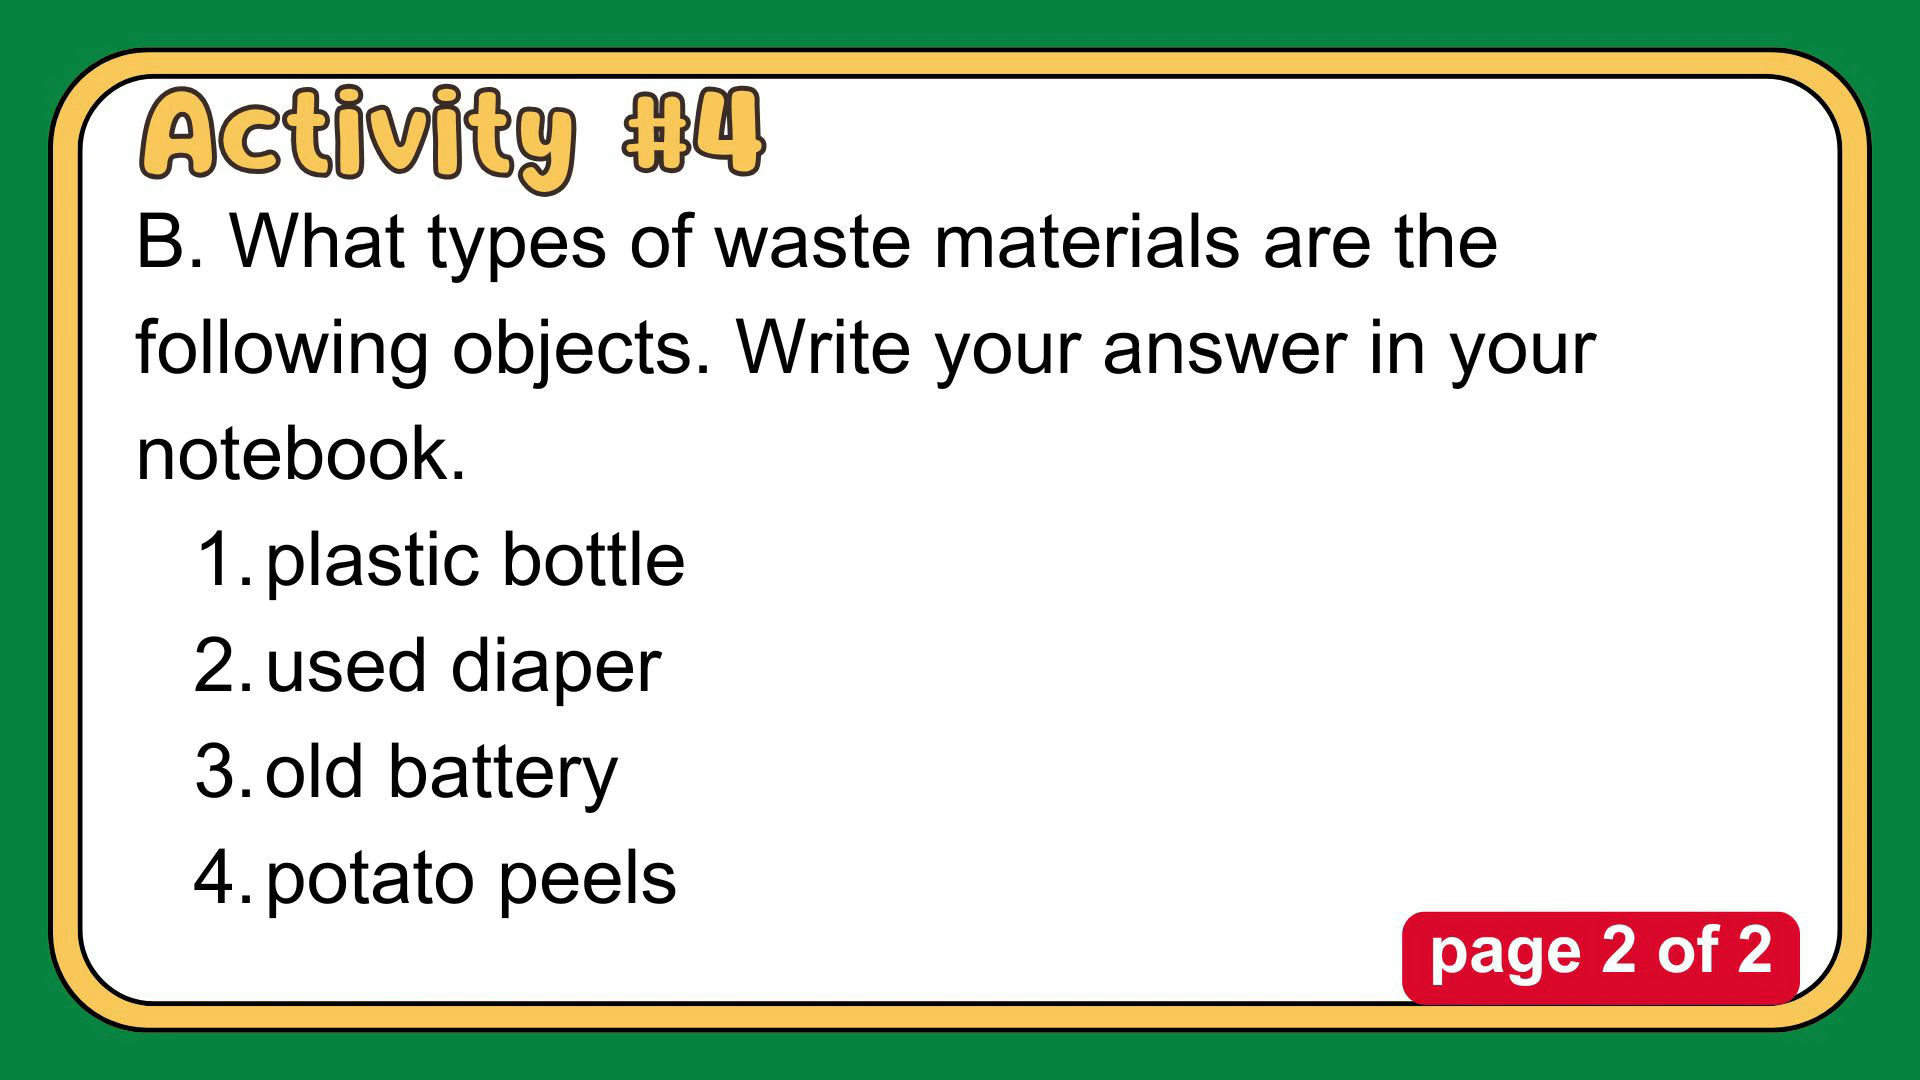 Activity #4
B. What types of waste materials are the
following objects. Write your answer in your
notebook.
1. plastic bottle
2. used diaper
3. old battery
4. potato peels
page 2 of 2